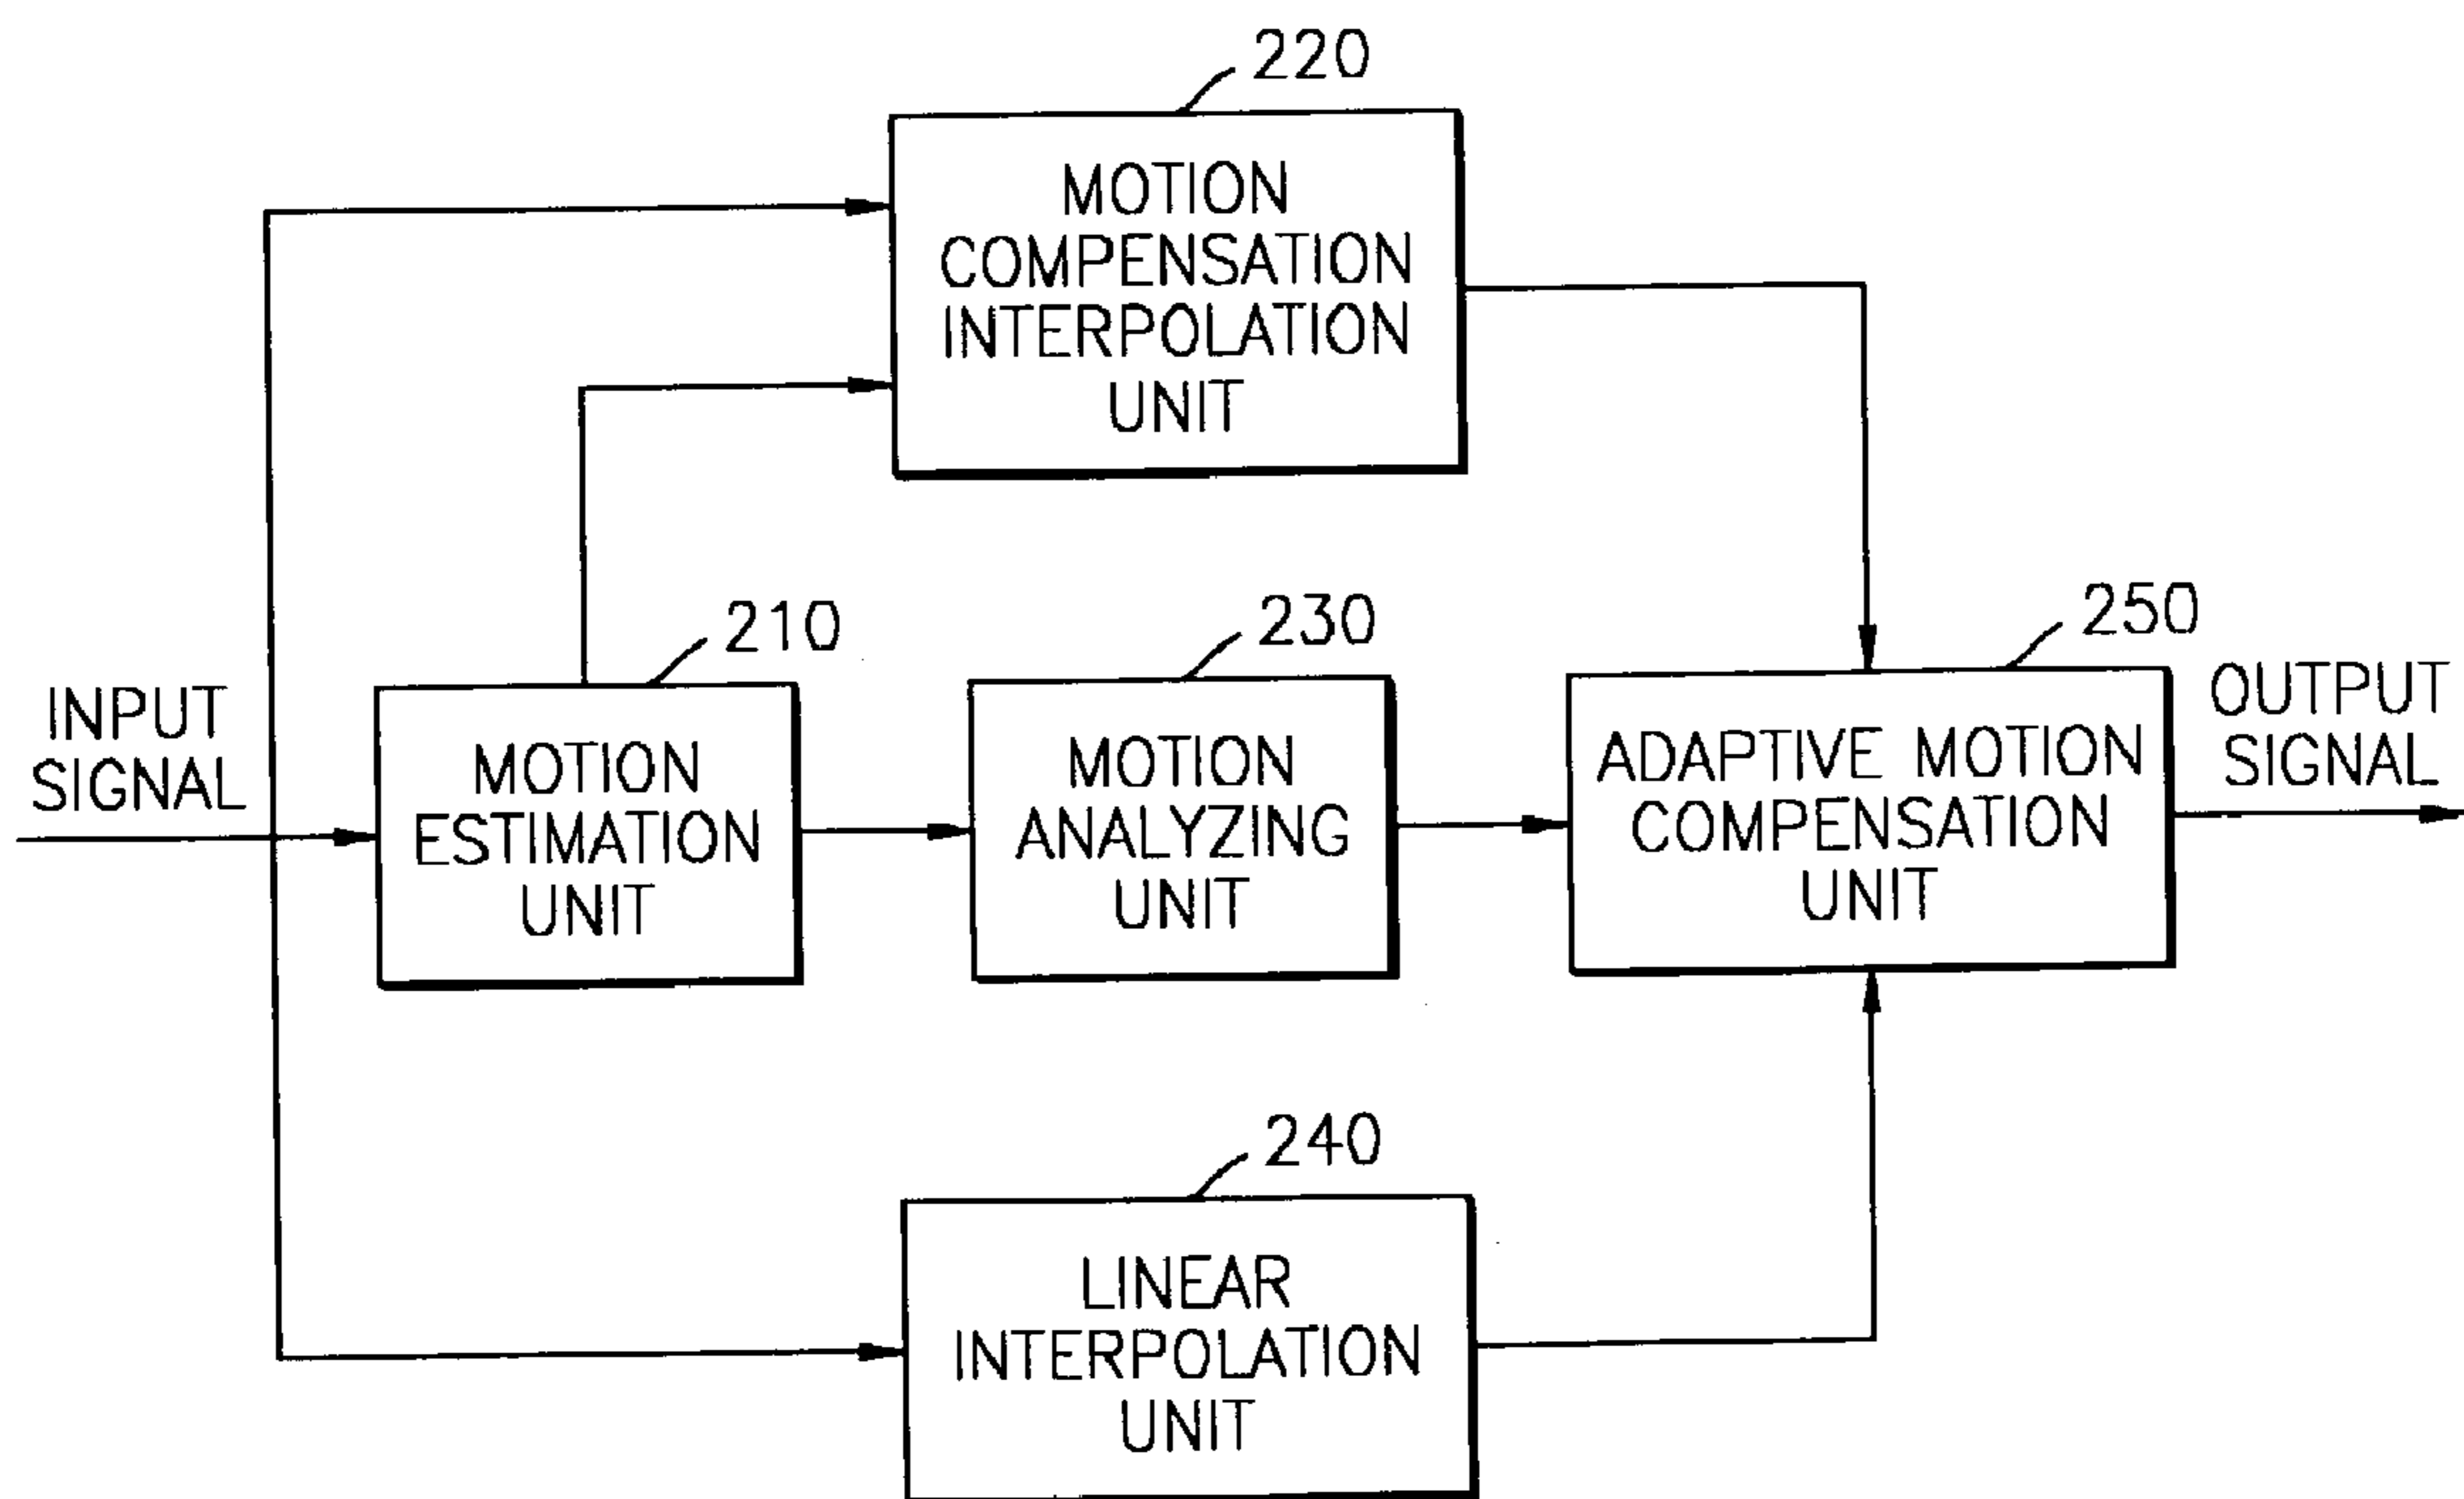 220
MOTION
COMPENSATION
INTERPOLATION
UNIT
INPUT
SIGNAL
210
MOTION
ESTIMATION
UNIT
230
MOTION
ANALYZING
UNIT
250
ADAPTIVE MOTION
COMPENSATION
UNIT
OUTPUT
SIGNAL
240
LINEAR
INTERPOLATION
UNIT